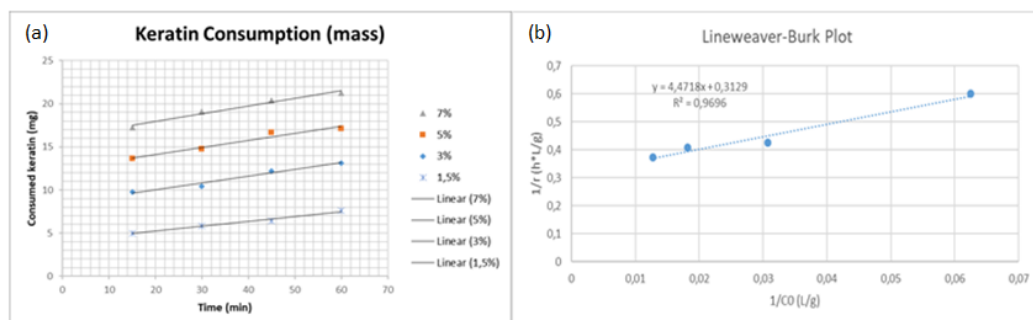 (a)
Keratin Consumption (mass)
25
20
15
10
5
0
0 10 20 30 40 50 60 70
Consumed keratin (mg)
Time (min)
7%
5%
3%
1,5%
Linear (7%)
Linear (5%)
Linear (3%)
Linear (1,5%)
(b)
Lineweaver-Burk Plot
0,7
0,6
0,5
0,4
0,3
0,2
0,1
0
0 0,01 0,02 0,03 0,04 0,05 0,06 0,07
y = 4,4718x + 0,3129
R² = 0,9696
1/r (h*L/g)
1/C0 (L/g)